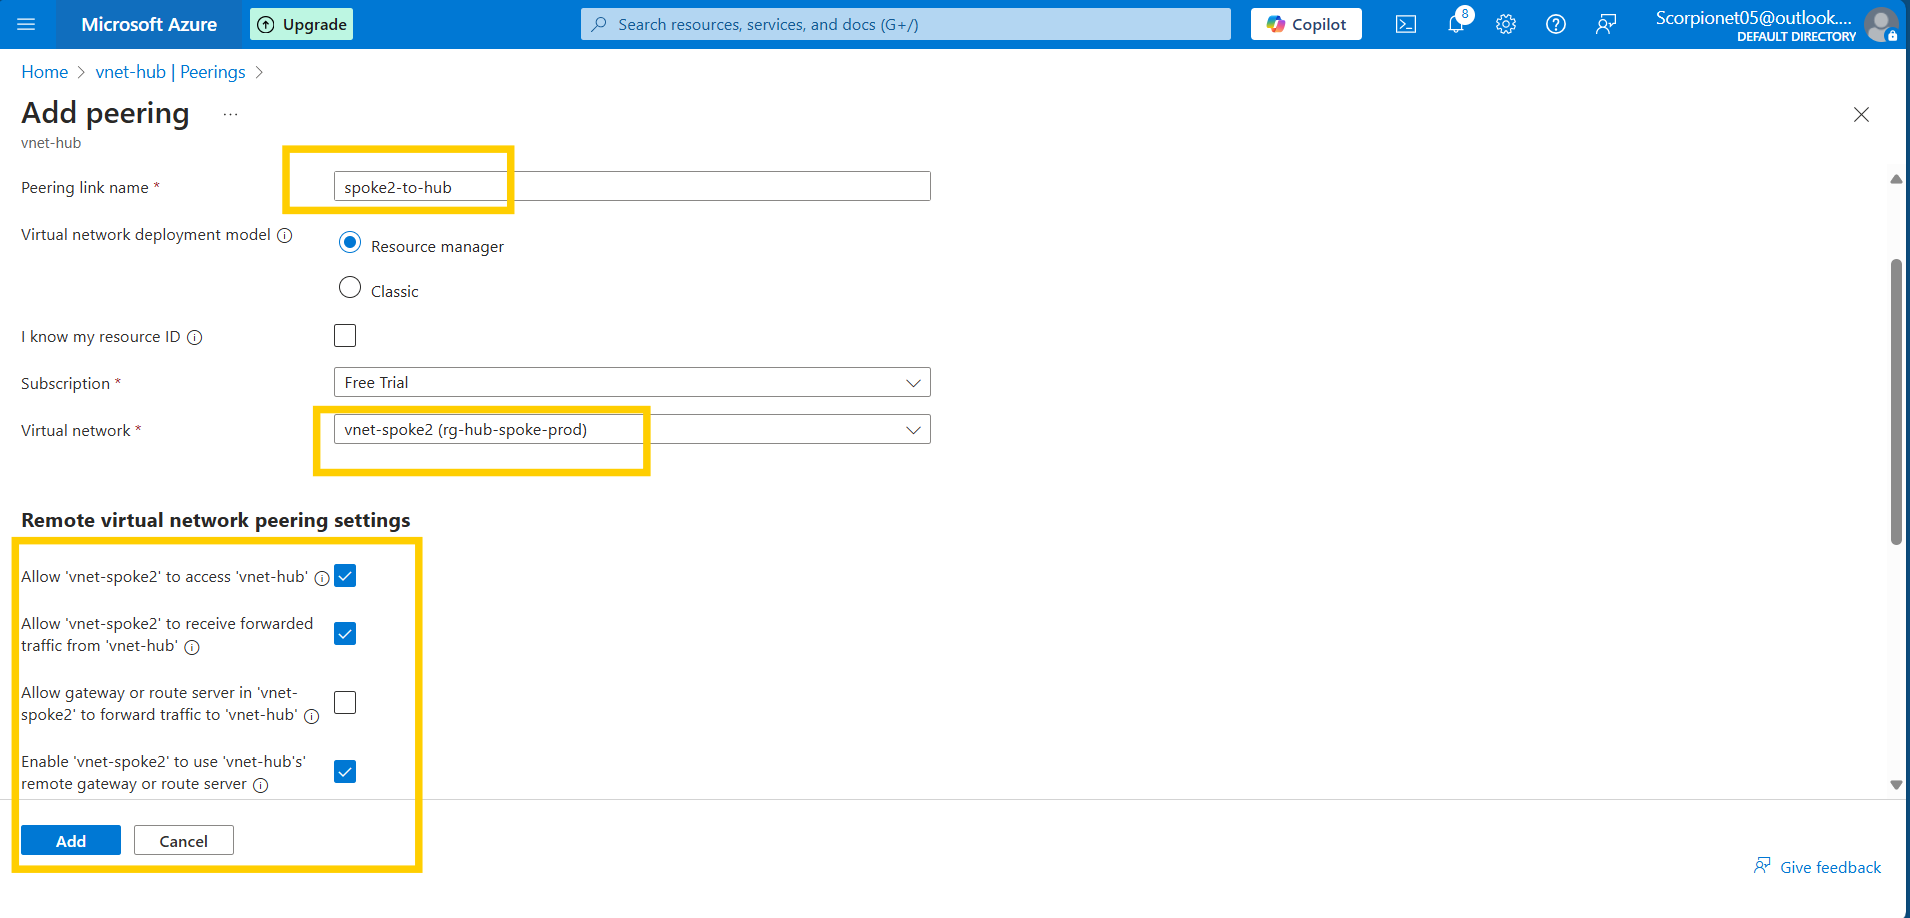 Microsoft Azure
Upgrade
Search resources, services, and docs (G+/)
Copilot
8
Scorpionet05@outlook....
DEFAULT DIRECTORY
Home > vnet-hub | Peerings >
Add peering ...
vnet-hub
Peering link name *
spoke2-to-hub
Virtual network deployment model
Resource manager
Classic
I know my resource ID
Subscription *
Free Trial
Virtual network *
vnet-spoke2 (rg-hub-spoke-prod)
Remote virtual network peering settings
Allow 'vnet-spoke2' to access 'vnet-hub'
Allow 'vnet-spoke2' to receive forwarded
traffic from 'vnet-hub'
Allow gateway or route server in 'vnet-
spoke2' to forward traffic to 'vnet-hub'
Enable 'vnet-spoke2' to use 'vnet-hub's'
remote gateway or route server
Add
Cancel
Give feedback